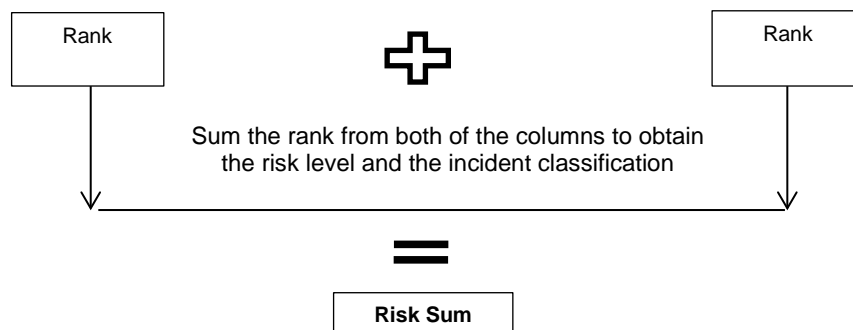 Rank
Rank
Sum the rank from both of the columns to obtain
the risk level and the incident classification
Risk Sum